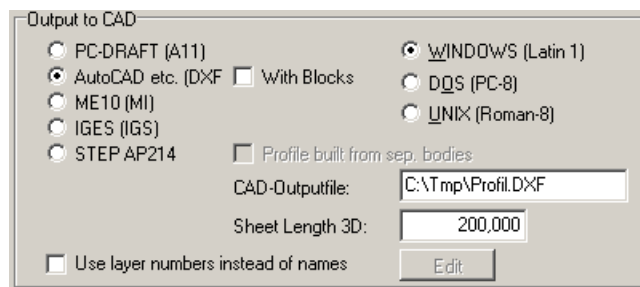 Output to CAD
PC-DRAFT (A11)
WINDOWS (Latin 1)
AutoCAD etc. (DXF
With Blocks
DOS (PC-8)
ME10 (MI)
UNIX (Roman-8)
IGES (IGS)
STEP AP214
Profile built from sep. bodies
CAD-Outputfile: C:\Tmp\Profil.DXF
Sheet Length 3D: 200,000
Use layer numbers instead of names
Edit